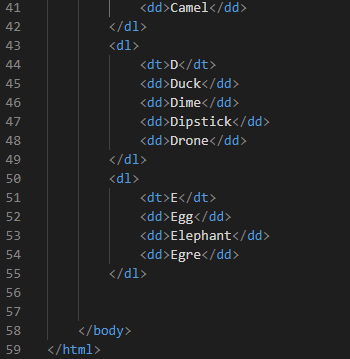 41 <dd>Camel</dd>
42 </dl>
43 <dl>
44 <dt>D</dt>
45 <dd>Duck</dd>
46 <dd>Dime</dd>
47 <dd>Dipstick</dd>
48 <dd>Drone</dd>
49 </dl>
50 <dl>
51 <dt>E</dt>
52 <dd>Egg</dd>
53 <dd>Elephant</dd>
54 <dd>Egre</dd>
55 </dl>
56
57
58 </body>
59 </html>